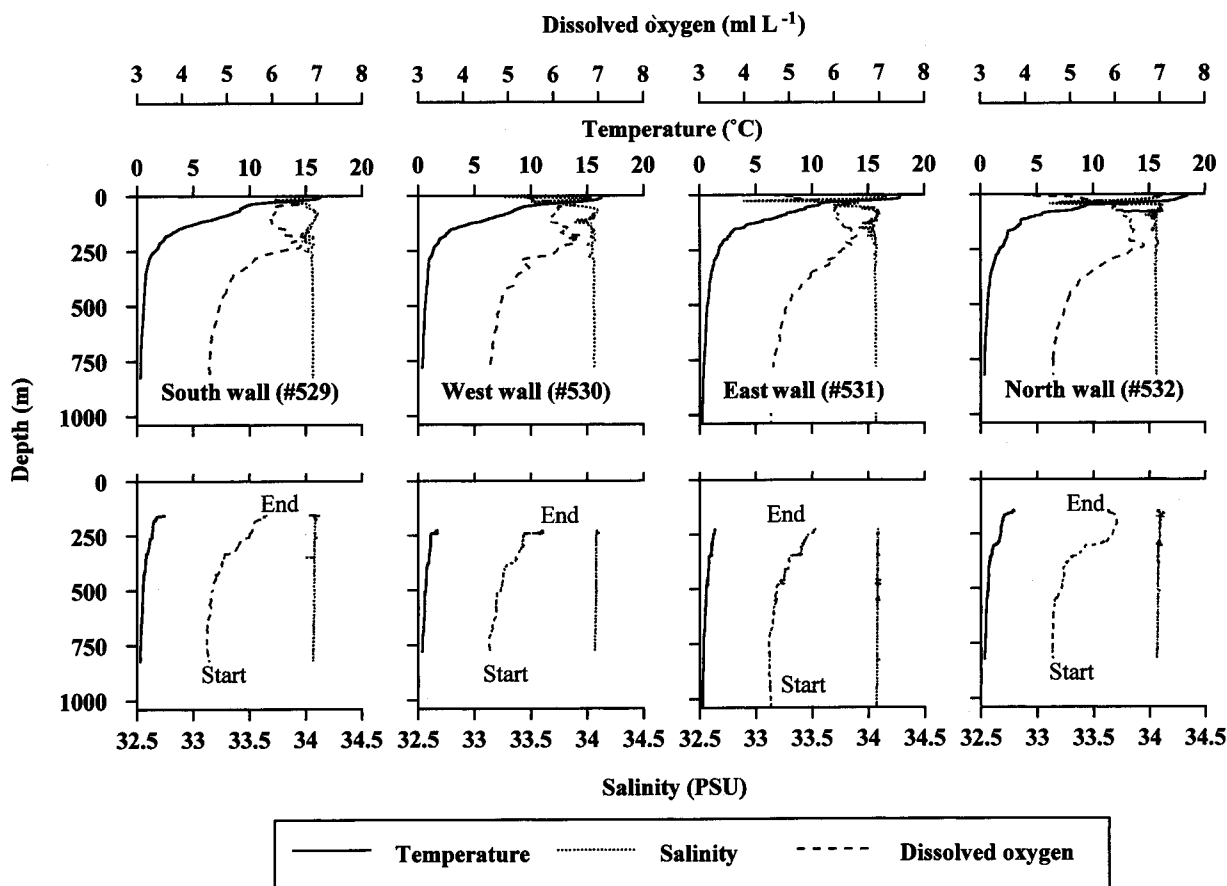 Dissolved oxygen (ml L -1)
3 4 5 6 7 8 3 4 5 6 7 8 3 4 5 6 7 8 3 4 5 6 7 8
Temperature (˚C)
0 5 10 15 20 0 5 10 15 20 0 5 10 15 20 0 5 10 15 20
0
250
500
750
1000
South wall (#529) West wall (#530) East wall (#531) North wall (#532)
Depth (m)
0
250
500
750
1000
End End End End
Start Start Start Start
32.5 33 33.5 34 34.5 33 33.5 34 34.5 33 33.5 34 34.5 32.5 33 33.5 34 34.5
Salinity (PSU)
Temperature Salinity Dissolved oxygen